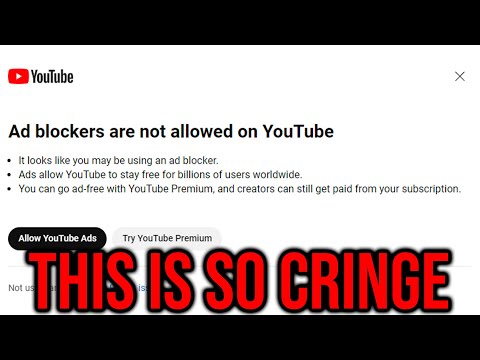 YouTube
Ad blockers are not allowed on YouTube
It looks like you may be using an ad blocker.
Ads allow YouTube to stay free for billions of users worldwide.
You can go ad-free with YouTube Premium, and creators can still get paid from your subscription.
Allow YouTube Ads Try YouTube Premium
THIS IS SO CRINGE
Not